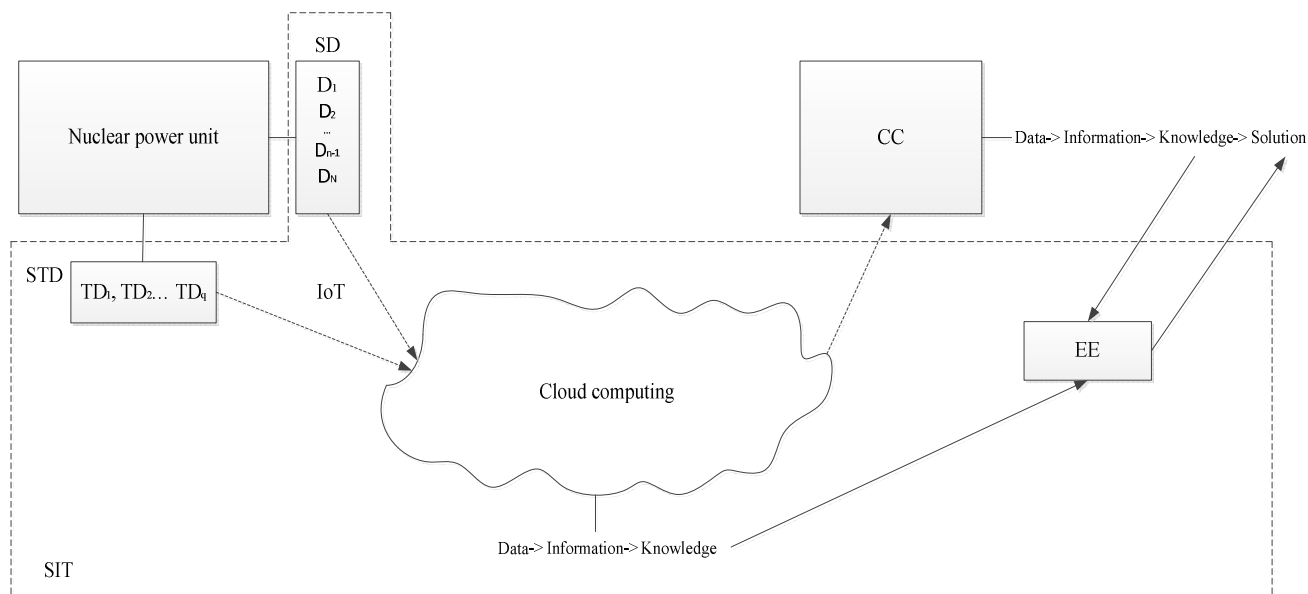 SD
D1
D2
...
Dn-1
DN
Nuclear power unit
CC
Data-> Information-> Knowledge-> Solution
STD
TD1, TD2... TDq
IoT
EE
Cloud computing
Data-> Information-> Knowledge
SIT